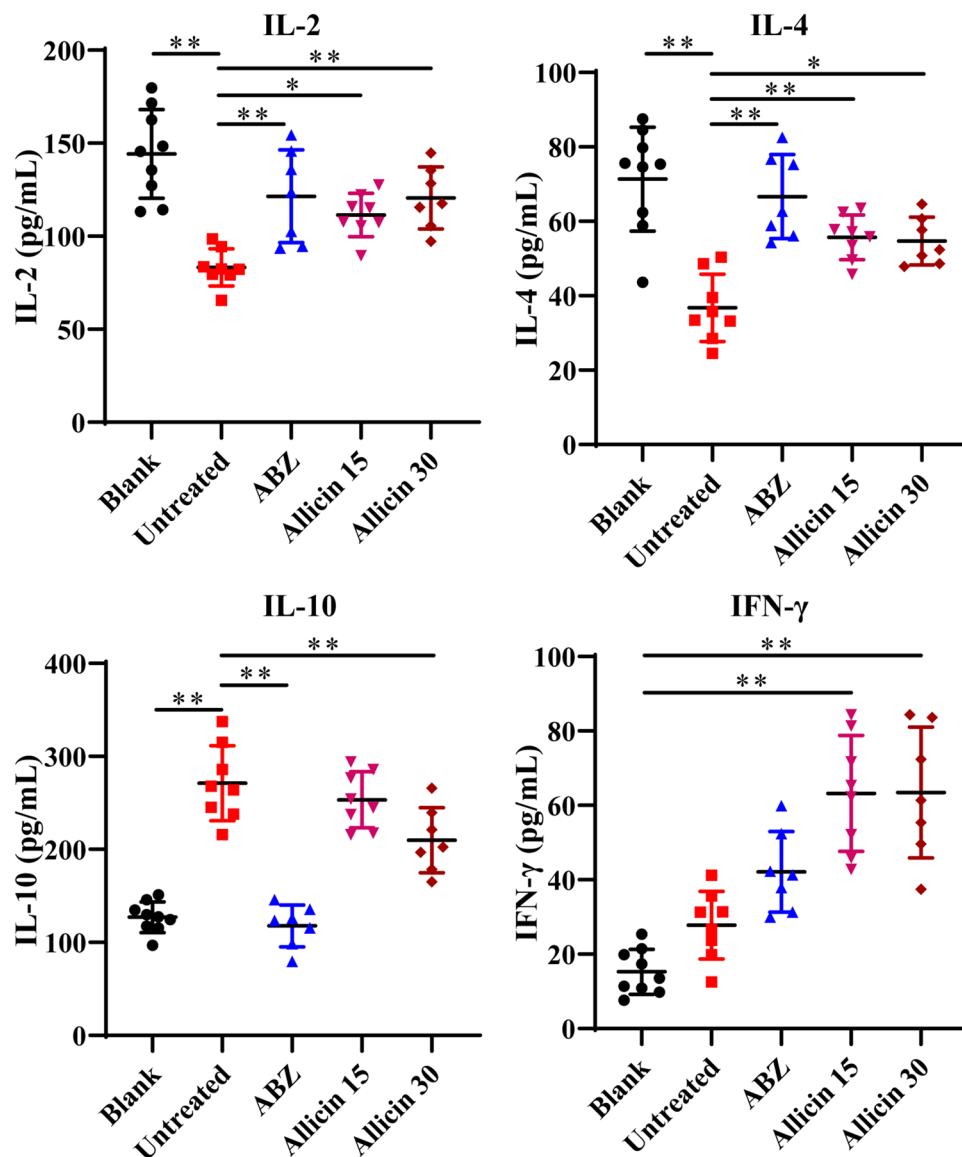 IL-2
**
**
*
**
IL-2 (pg/mL)
200
150
100
50
0
Blank
Untreated
ABZ
Allicin 15
Allicin 30
IL-4
**
*
**
**
IL-4 (pg/mL)
100
80
60
40
20
0
Blank
Untreated
ABZ
Allicin 15
Allicin 30
IL-10
**
**
**
IL-10 (pg/mL)
400
300
200
100
0
Blank
Untreated
ABZ
Allicin 15
Allicin 30
IFN-γ
**
**
IFN-γ (pg/mL)
100
80
60
40
20
0
Blank
Untreated
ABZ
Allicin 15
Allicin 30